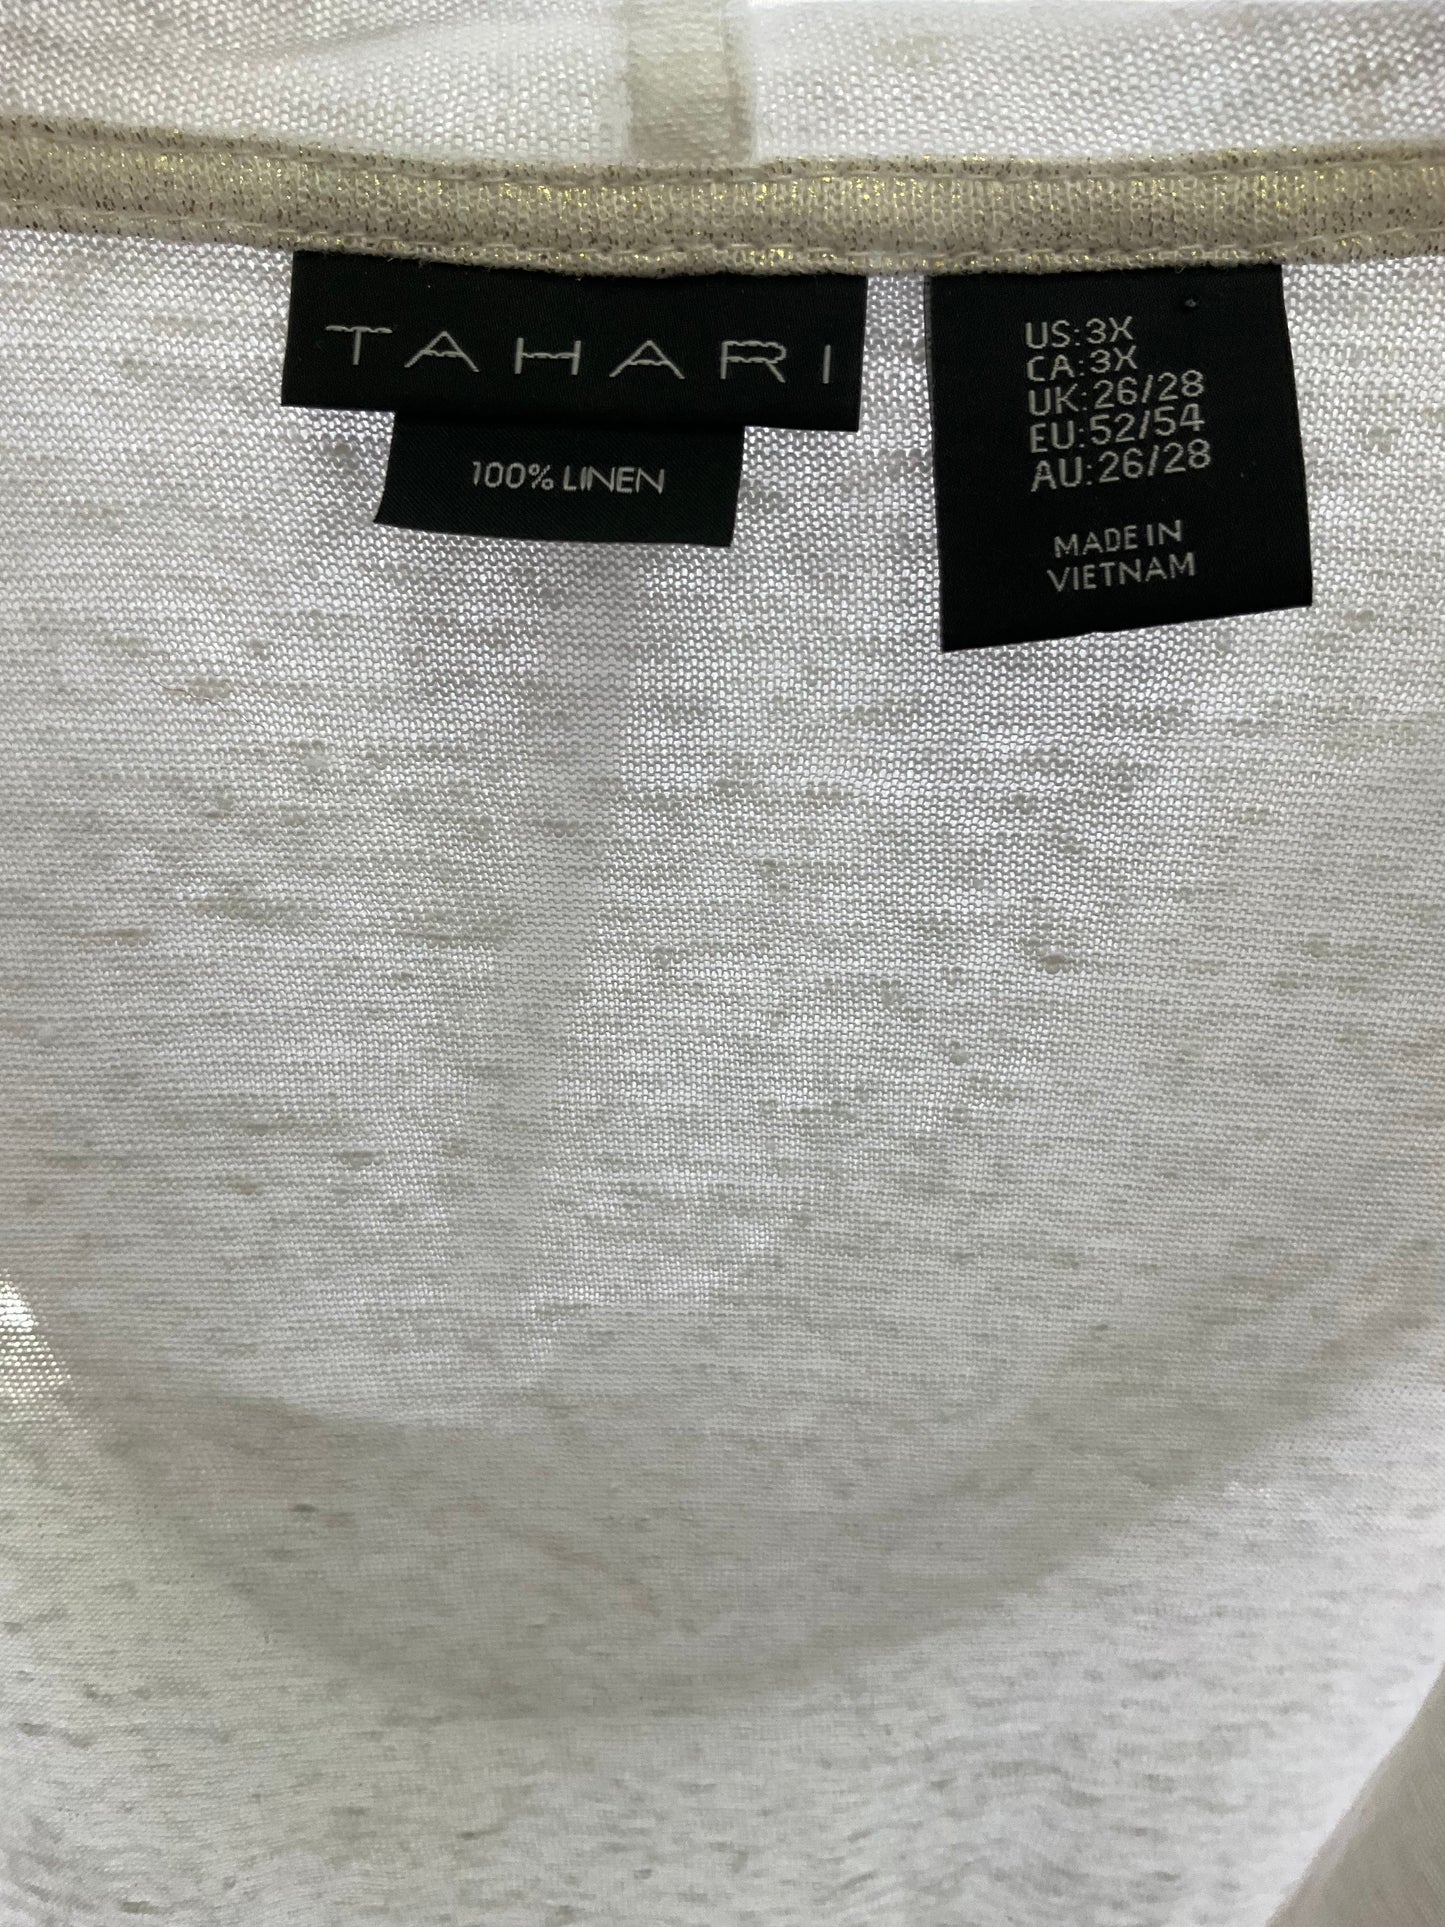 TAHARI
100% LINEN
US: 3X
CA: 3X
UK: 26/28
EU: 52/54
AU: 26/28
MADE IN
VIETNAM